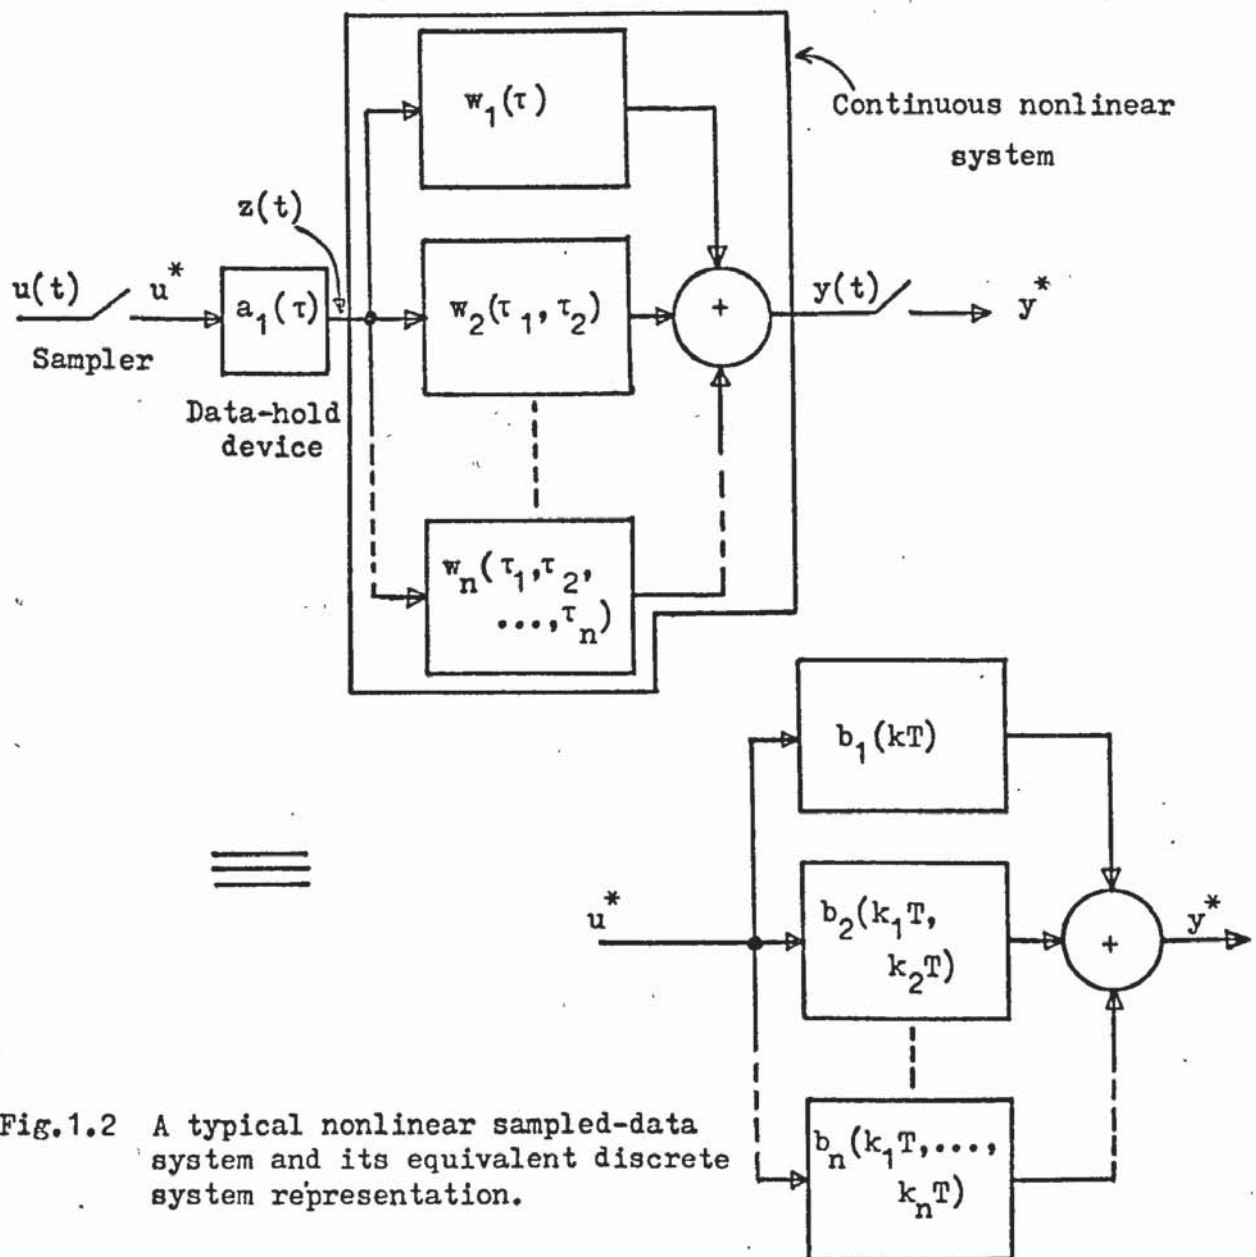 w₁(τ)
Continuous nonlinear
system
z(t)
u(t)
u*
a₁(τ)
w₂(τ₁,τ₂)
+
y(t)
y*
Sampler
Data-hold
device
wₙ(τ₁,τ₂,
...,τₙ)
b₁(kT)
u*
b₂(k₁T,
k₂T)
+
y*
bₙ(k₁T,...,
kₙT)
Fig.1.2 A typical nonlinear sampled-data
system and its equivalent discrete
system representation.